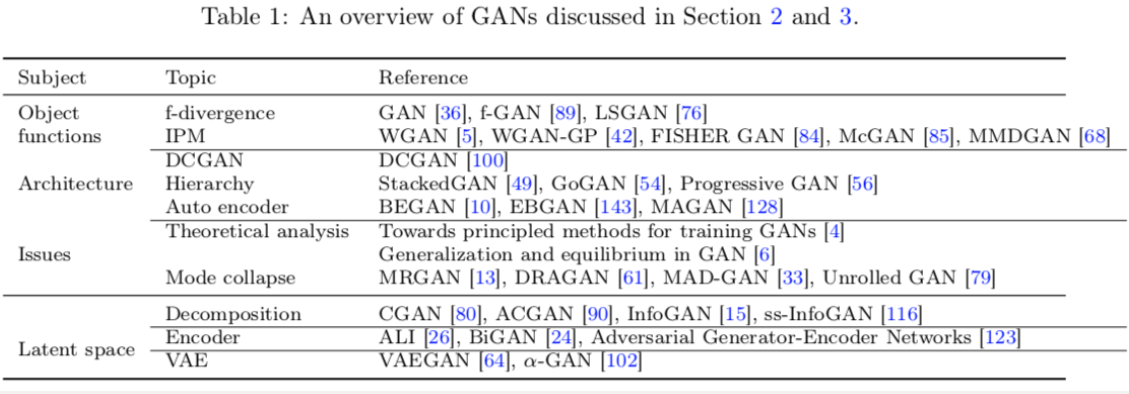 Table 1: An overview of GANs discussed in Section 2 and 3.
Subject Topic Reference
Object f-divergence GAN [36], f-GAN [89], LSGAN [76]
functions IPM WGAN [5], WGAN-GP [42], FISHER GAN [84], McGAN [85], MMDGAN [68]
DCGAN DCGAN [100]
Architecture Hierarchy StackedGAN [49], GoGAN [54], Progressive GAN [56]
Auto encoder BEGAN [10], EBGAN [143], MAGAN [128]
Theoretical analysis Towards principled methods for training GANs [4]
Issues Generalization and equilibrium in GAN [6]
Mode collapse MRGAN [13], DRAGAN [61], MAD-GAN [33], Unrolled GAN [79]
Decomposition CGAN [80], ACGAN [90], InfoGAN [15], ss-InfoGAN [116]
Encoder ALI [26], BiGAN [24], Adversarial Generator-Encoder Networks [123]
Latent space
VAE VAEGAN [64], α-GAN [102]